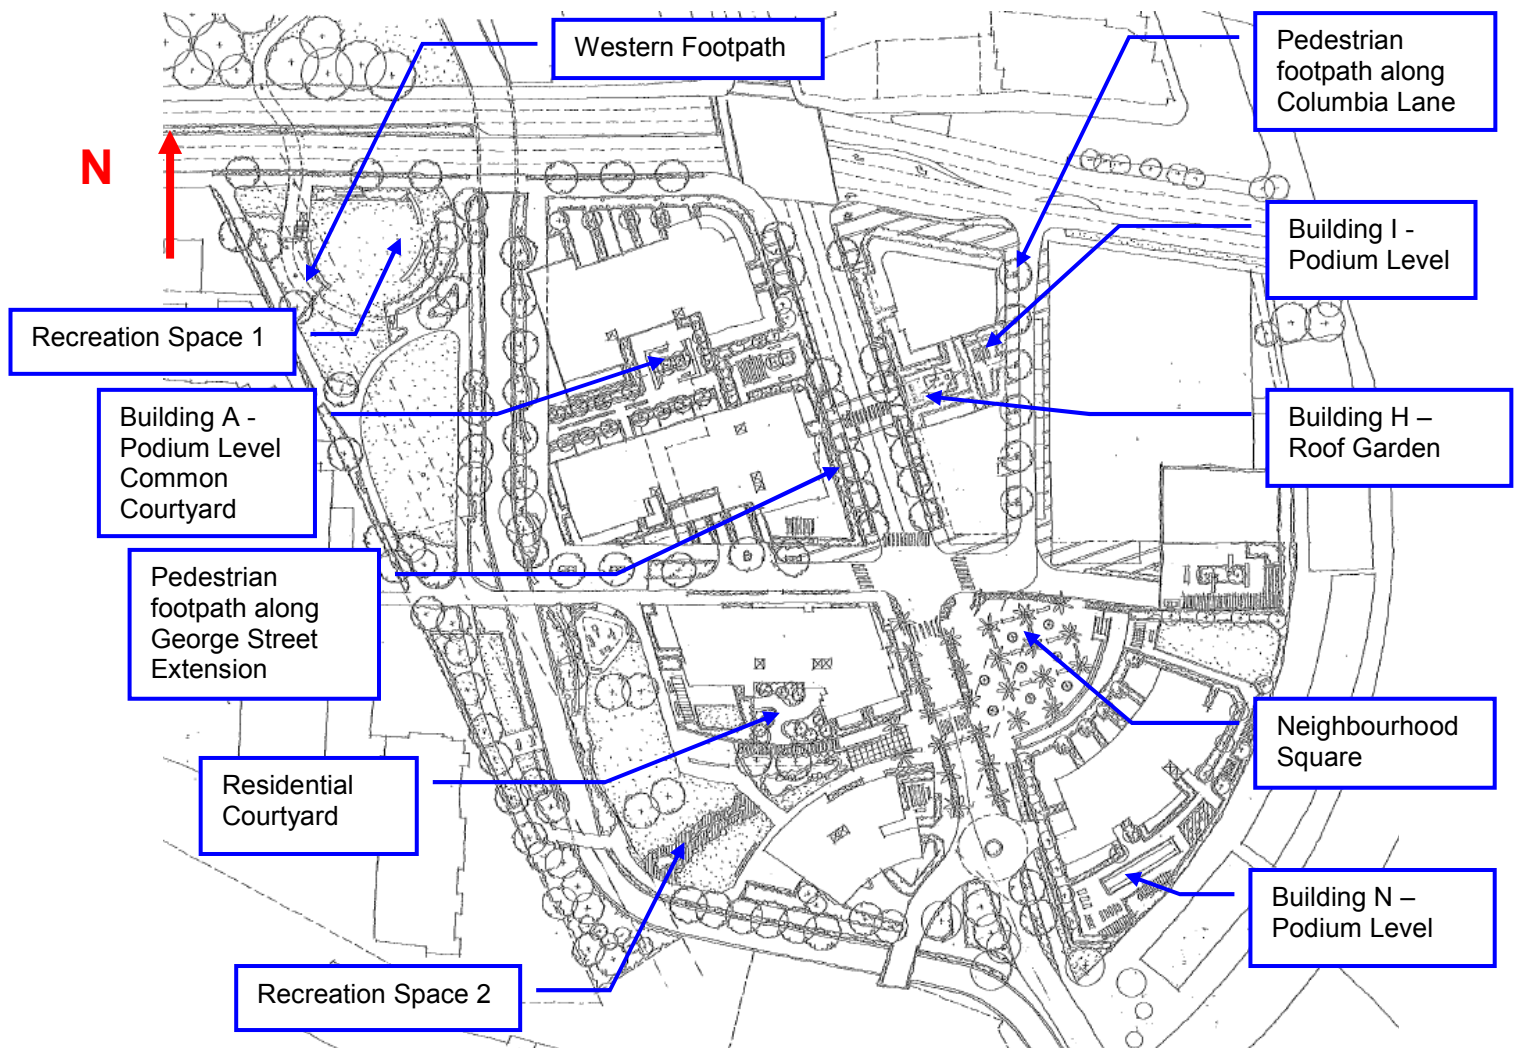 Western Footpath
Pedestrian
footpath along
Columbia Lane
N
Building I -
Podium Level
Recreation Space 1
Building A -
Podium Level
Common
Courtyard
Building H –
Roof Garden
Pedestrian
footpath along
George Street
Extension
Neighbourhood
Square
Residential
Courtyard
Building N –
Podium Level
Recreation Space 2